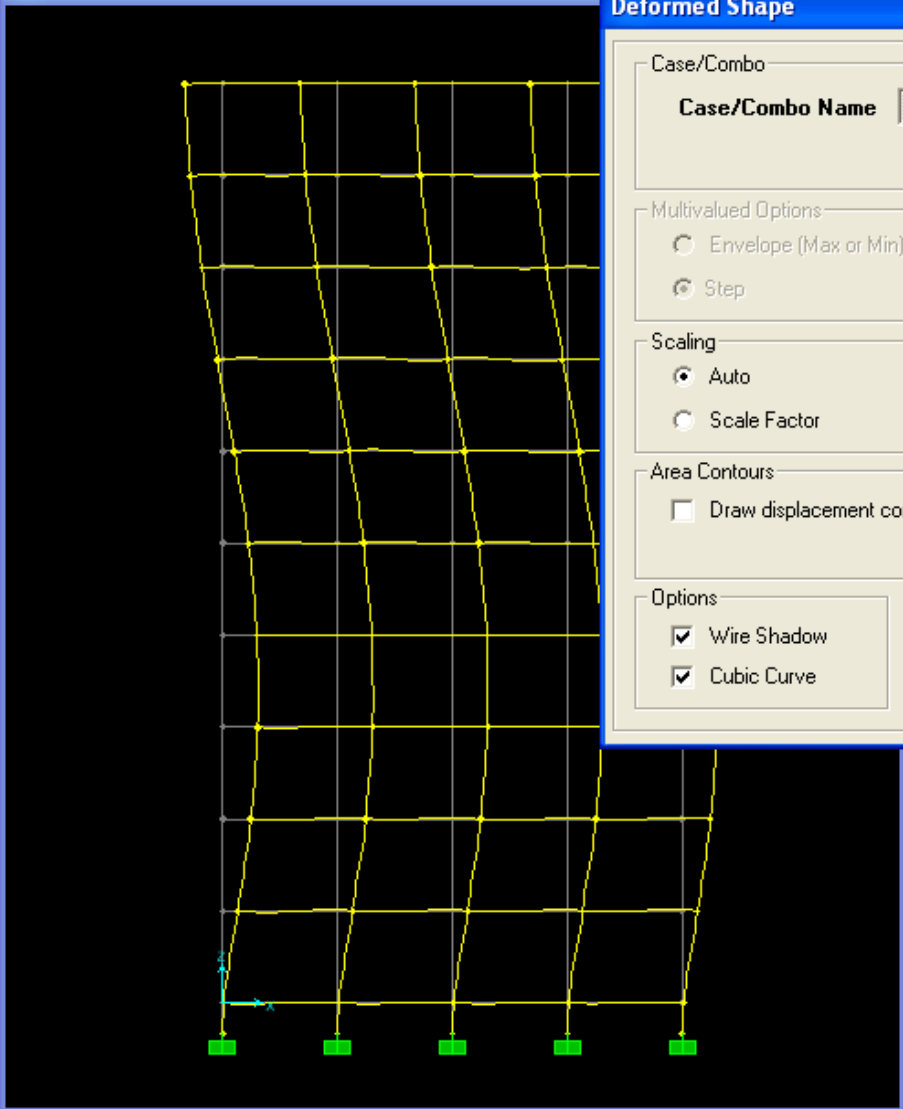 Deformed Shape
Case/Combo
Case/Combo Name
Multivalued Options
Envelope (Max or Min)
Step
Scaling
Auto
Scale Factor
Area Contours
Draw displacement co
Options
Wire Shadow
Cubic Curve
Z
X